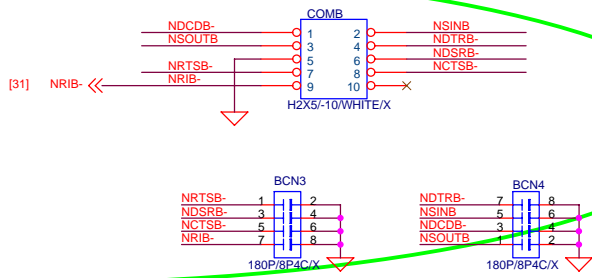 COMB
NDCDB- 1 2 NSINB
NSOUTB 3 4 NDTRB-
5 6 NDSRB-
NRTSB- 7 8 NCTSB-
[31] NRIB- NRIB- 9 10
H2X5/-10/WHITE/X
BCN3
NRTSB- 1 2
NDSRB- 3 4
NCTSB- 5 6
NRIB- 7 8
180P/8P4C/X
BCN4
NDTRB- 7 8
NSINB 5 6
NDCDB- 3 4
NSOUTB 1 2
180P/8P4C/X